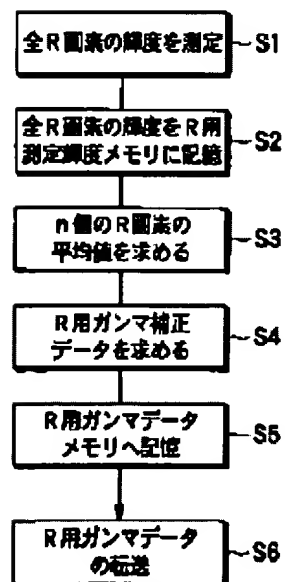 全R画素の輝度を測定 S1
全R画素の輝度をR用
測定輝度メモリに記憶 S2
n個のR画素の
平均値を求める S3
R用ガンマ補正
データを求める S4
R用ガンマデータ
メモリへ記憶 S5
R用ガンマデータ
の転送 S6